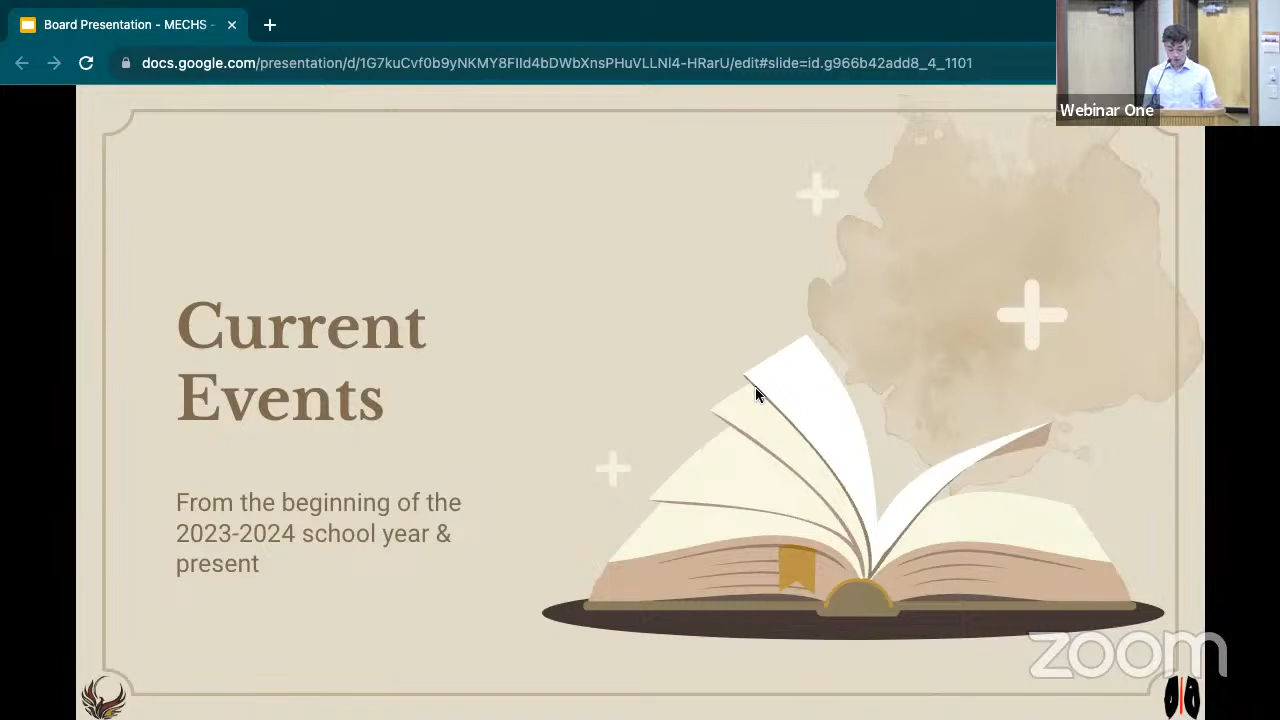 Board Presentation - MECHS -
docs.google.com/presentation/d/1G7kuCvf0b9yNKMY8FIId4bDWbXnsPHuVLLNI4-HRarU/edit#slide=id.g966b42add8_4_1101
Webinar One
Current
Events
From the beginning of the
2023-2024 school year &
present
zoom